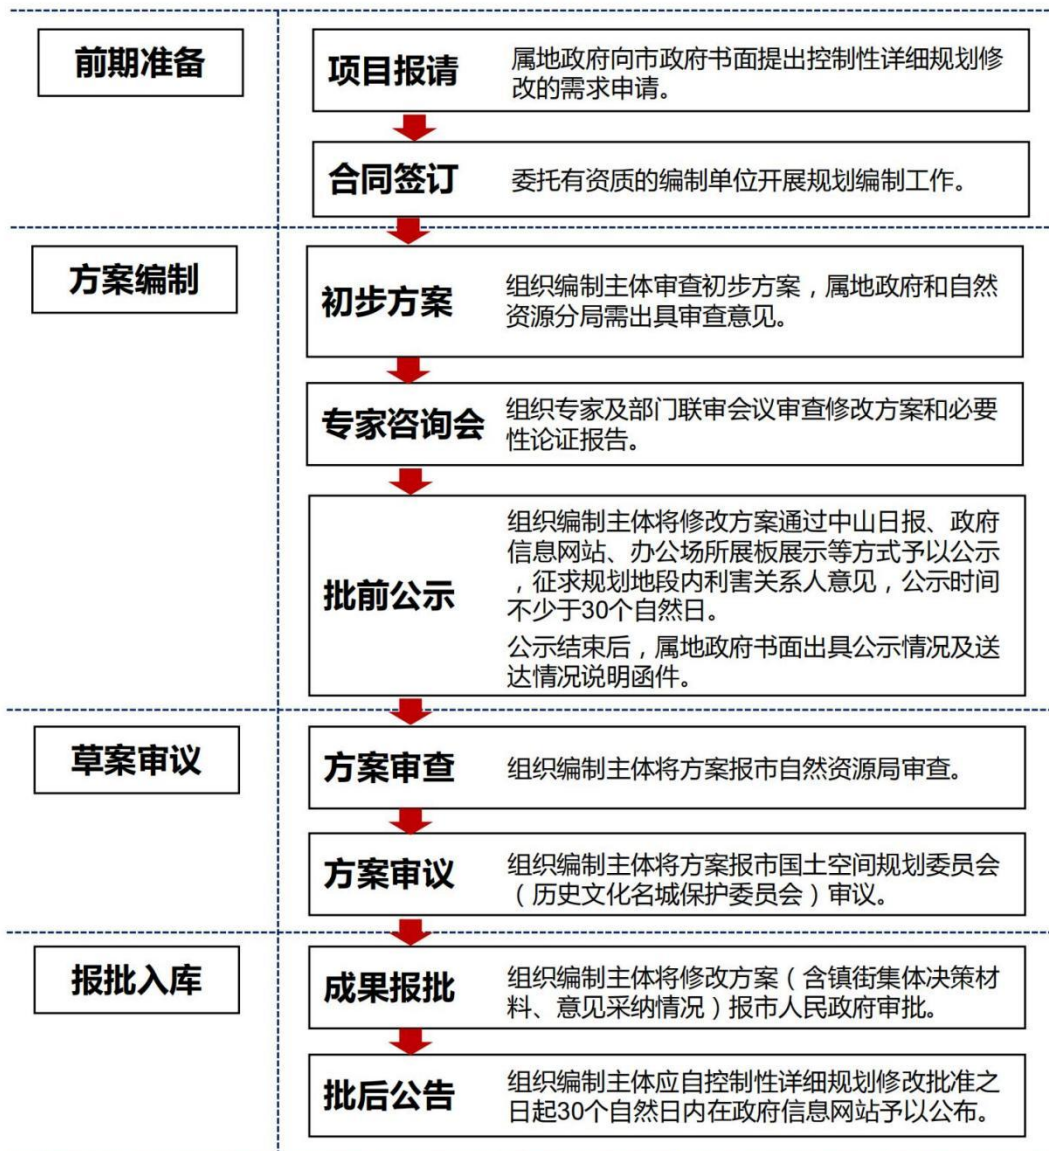 前期准备
项目报请
属地政府向市政府书面提出控制性详细规划修
改的需求申请。
合同签订
委托有资质的编制单位开展规划编制工作。
方案编制
初步方案
组织编制主体审查初步方案，属地政府和自然
资源分局需出具审查意见。
专家咨询会
组织专家及部门联审会议审查修改方案和必要
性论证报告。
批前公示
组织编制主体将修改方案通过中山日报、政府
信息网站、办公场所展板展示等方式予以公示
，征求规划地段内利害关系人意见，公示时间
不少于30个自然日。
公示结束后，属地政府书面出具公示情况及送
达情况说明函件。
草案审议
方案审查
组织编制主体将方案报市自然资源局审查。
方案审议
组织编制主体将方案报市国土空间规划委员会
（历史文化名城保护委员会）审议。
报批入库
成果报批
组织编制主体将修改方案（含镇街集体决策材
料、意见采纳情况）报市人民政府审批。
批后公告
组织编制主体应自控制性详细规划修改批准之
日起30个自然日内在政府信息网站予以公布。